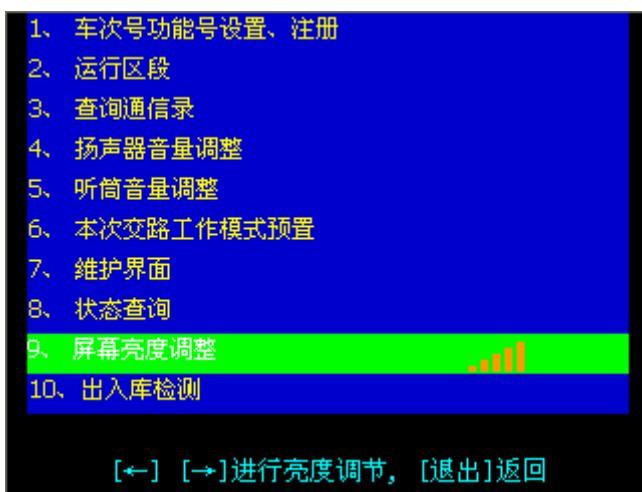 1、 车次号功能号设置、注册
2、 运行区段
3、 查询通信录
4、 扬声器音量调整
5、 听筒音量调整
6、 本次交路工作模式预置
7、 维护界面
8、 状态查询
9、 屏幕亮度调整
10、 出入库检测
[←] [→]进行亮度调节， [退出]返回